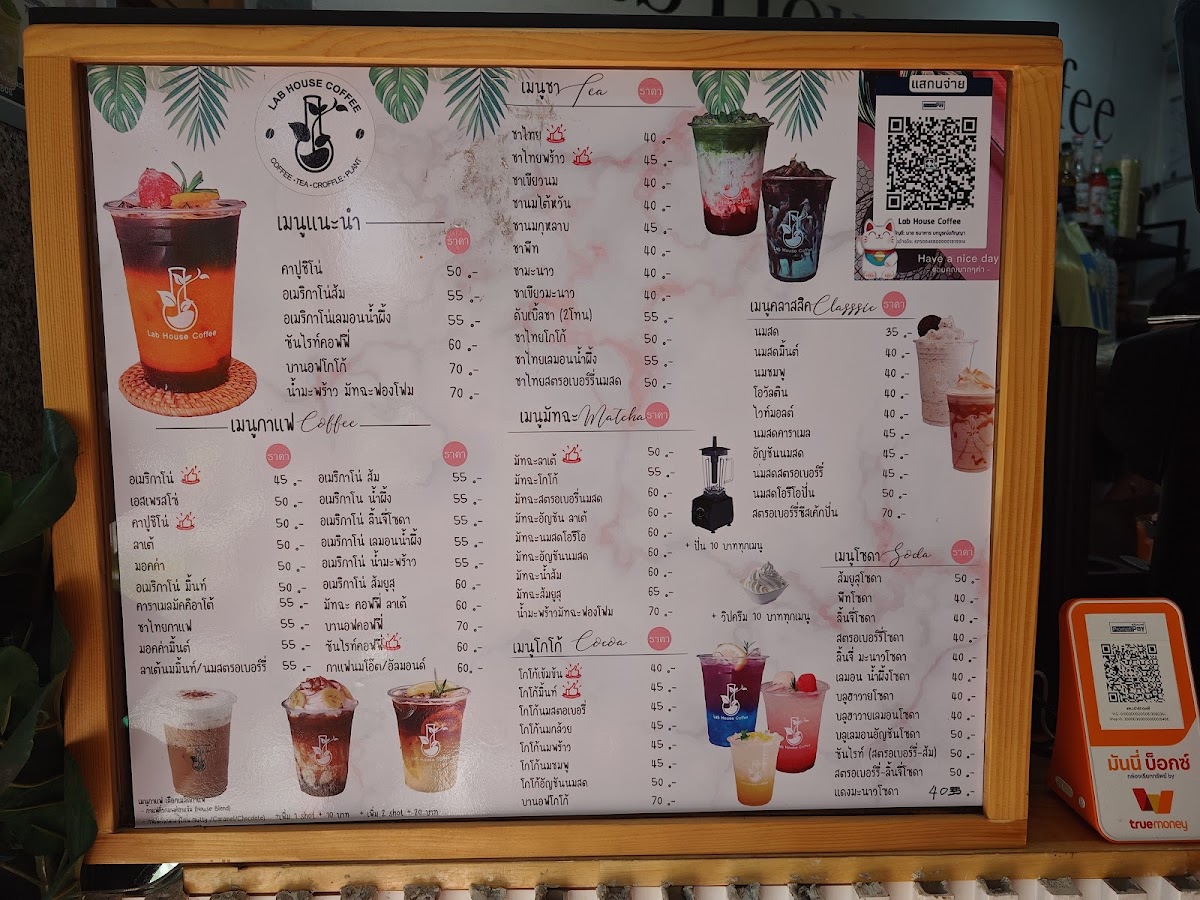 LAB HOUSE COFFEE
COFFEE • TEA • CROFFLE • PLANT
Lab House Coffee
เมนูแนะนำ
ราคา
คาปูชิโน่ 50 .-
อเมริกาโน่ส้ม 55 .-
อเมริกาโน่เลมอนน้ำผึ้ง 55 .-
ซันไรท์คอฟฟี่ 60 .-
บานอฟโกโก้ 70 .-
น้ำมะพร้าว มัทฉะฟองโฟม 70 .-
เมนูกาแฟ Coffee
ราคา
อเมริกาโน่ 45 .-
เอสเพรสโซ่ 50 .-
คาปูชิโน่ 50 .-
ลาเต้ 50 .-
มอคค่า 50 .-
อเมริกาโน่ มิ้นท์ 50 .-
คาราเมลมัคคิอาโต้ 55 .-
ชาไทยกาแฟ 55 .-
มอคค่ามิ้นต์ 55 .-
ลาเต้นมมิ้นท์/นมสตรอเบอร์รี่ 55 .-
ราคา
อเมริกาโน่ ส้ม 55 .-
อเมริกาโน น้ำผึ้ง 55 .-
อเมริกาโน่ ลิ้นจี่โซดา 55 .-
อเมริกาโน่ เลมอนน้ำผึ้ง 55 .-
อเมริกาโน่ น้ำมะพร้าว 55 .-
อเมริกาโน่ ส้มยูสุ 60 .-
มัทฉะ คอฟฟี่ ลาเต้ 60 .-
บานอฟคอฟฟี่ 70 .-
ซันไรท์คอฟฟี่ 60 .-
กาแฟนมโอ๊ต/อัลมอนด์ 60 .-
+เพิ่ม 1 shot + 10 บาท + เพิ่ม 2 shot + 20 บาท
เมนูชา Tea
ราคา
ชาไทย 40 .-
ชาไทยพร้าว 45 .-
ชาเขียวนม 40 .-
ชานมไต้หวัน 40 .-
ชานมกุหลาบ 45 .-
ชาพีท 40 .-
ชามะนาว 40 .-
ชาเขียวมะนาว 40 .-
ดับเบิ้ลชา (2โทน) 55 .-
ชาไทยโกโก้ 50 .-
ชาไทยเลมอนน้ำผึ้ง 55 .-
ชาไทยสตรอเบอร์รี่นมสด 50 .-
เมนูมัทฉะ Matcha
ราคา
มัทฉะลาเต้ 50 .-
มัทฉะโกโก้ 55 .-
มัทฉะสตรอเบอรี่นมสด 60 .-
มัทฉะอัญชัน ลาเต้ 60 .-
มัทฉะนมสดโอริโอ 60 .-
มัทฉะอัญชันนมสด 60 .-
มัทฉะน้ำส้ม 60 .-
มัทฉะส้มยูสุ 65 .-
น้ำมะพร้าวมัทฉะฟองโฟม 70 .-
เมนูโกโก้ Cocoa
ราคา
โกโก้เข้มข้น 40 .-
โกโก้มิ้นท์ 45 .-
โกโก้นมสตอเบอรี่ 45 .-
โกโก้นมกล้วย 45 .-
โกโก้นมพร้าว 45 .-
โกโก้นมชมพู 45 .-
โกโก้อัญชันนมสด 50 .-
บานอฟโกโก้ 70 .-
สแกนจ่าย
Lab House Coffee
Have a nice day
- ขอบคุณมากๆค่า -
เมนูคลาสสิค Classsic
ราคา
นมสด 35 .-
นมสดมิ้นต์ 40 .-
นมชมพู 40 .-
โอวัลติน 40 .-
ไวท์มอลต์ 40 .-
นมสดคาราเมล 45 .-
อัญชันนมสด 45 .-
นมสดสตรอเบอร์รี่ 45 .-
นมสดโอริโอปั่น 50 .-
สตรอเบอร์รี่ชีสเค้กปั่น 70 .-
+ ปั่น 10 บาททุกเมนู
+ วิปครีม 10 บาททุกเมนู
เมนูโซดา Soda
ราคา
ส้มยูสุโซดา 50 .-
พีทโซดา 40 .-
ลิ้นจี่โซดา 40 .-
สตรอเบอร์รี่โซดา 40 .-
ลิ้นจี่ มะนาวโซดา 40 .-
เลมอน น้ำผึ้งโซดา 40 .-
บลูฮาวายโซดา 40 .-
บลูฮาวายเลมอนโซดา 40 .-
บลูเลมอนอัญชันโซดา 50 .-
ซันไรท์ (สตรอเบอร์รี่-ส้ม) 50 .-
สตรอเบอร์รี่-ลิ้นจี่โซดา 50 .-
แดงมะนาวโซดา 40 .-
Lab House Coffee
มันนี่ บ็อกซ์
truemoney